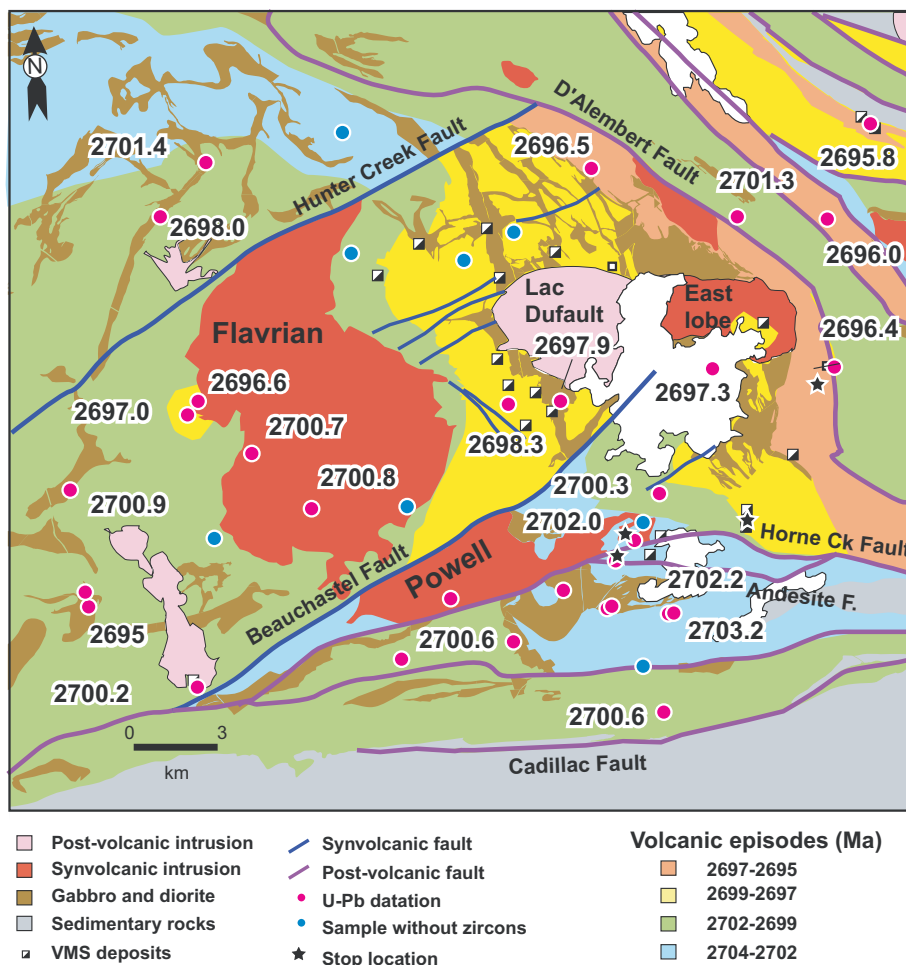 N
D'Alembert Fault
2701.4
Hunter Creek Fault
2696.5
2695.8
2701.3
2698.0
2696.0
Lac
Dufault
East
lobe
Flavrian
2697.9
2696.4
2697.3
2696.6
2697.0
2700.7
2698.3
2700.8
2700.3
2700.9
2702.0
Horne Ck Fault
Powell
2702.2
Beauchastel Fault
Andesite F.
2695
2703.2
2700.6
2700.2
2700.6
0 3
km
Cadillac Fault
Post-volcanic intrusion
Synvolcanic intrusion
Gabbro and diorite
Sedimentary rocks
VMS deposits
Synvolcanic fault
Post-volcanic fault
U-Pb datation
Sample without zircons
Stop location
Volcanic episodes (Ma)
2697-2695
2699-2697
2702-2699
2704-2702